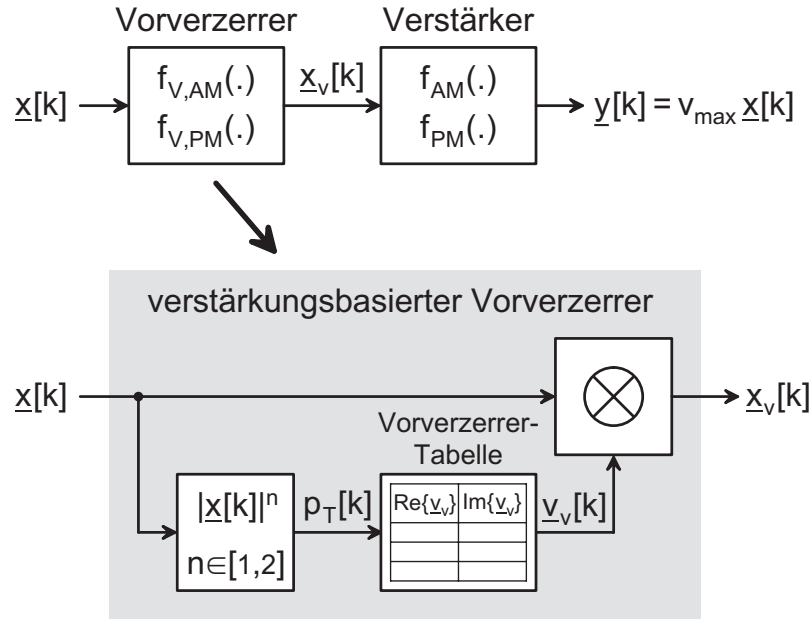 Vorverzerrer Verstärker
f_V,AM(.) f_AM(.)
x[k] x_v[k] y[k] = v_max x[k]
f_V,PM(.) f_PM(.)
verstärkungsbasierter Vorverzerrer
x[k] x_v[k]
Vorverzerrer-
Tabelle
|x[k]|^n p_T[k] Re{v_v} Im{v_v} v_v[k]
n∈[1,2]